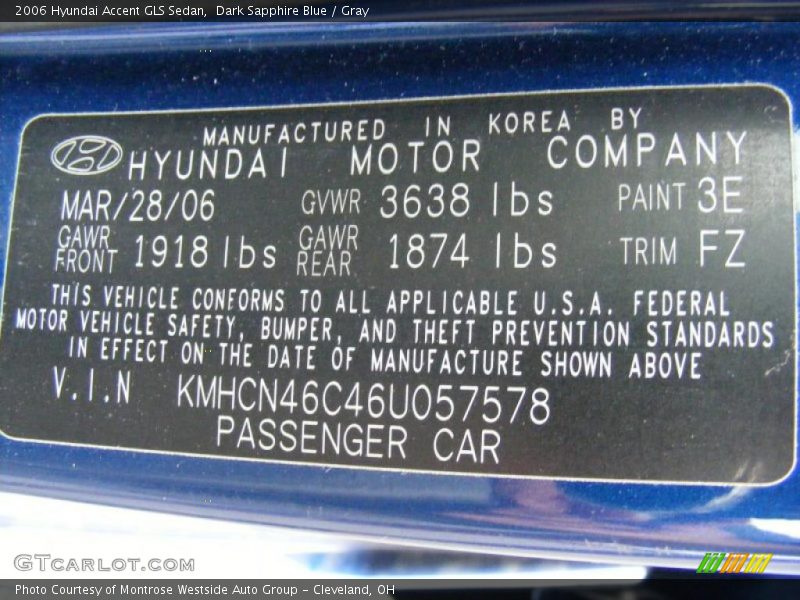 2006 Hyundai Accent GLS Sedan,  Dark Sapphire Blue / Gray
MANUFACTURED IN KOREA BY
HYUNDAI MOTOR COMPANY
MAR/28/06 GVWR 3638 lbs PAINT 3E
GAWR FRONT 1918 lbs GAWR REAR 1874 lbs TRIM FZ
THIS VEHICLE CONFORMS TO ALL APPLICABLE U.S.A. FEDERAL
MOTOR VEHICLE SAFETY, BUMPER, AND THEFT PREVENTION STANDARDS
IN EFFECT ON THE DATE OF MANUFACTURE SHOWN ABOVE
V.I.N KMHCN46C46U057578
PASSENGER CAR
GTcarlot.com
Photo Courtesy of Montrose Westside Auto Group - Cleveland, OH